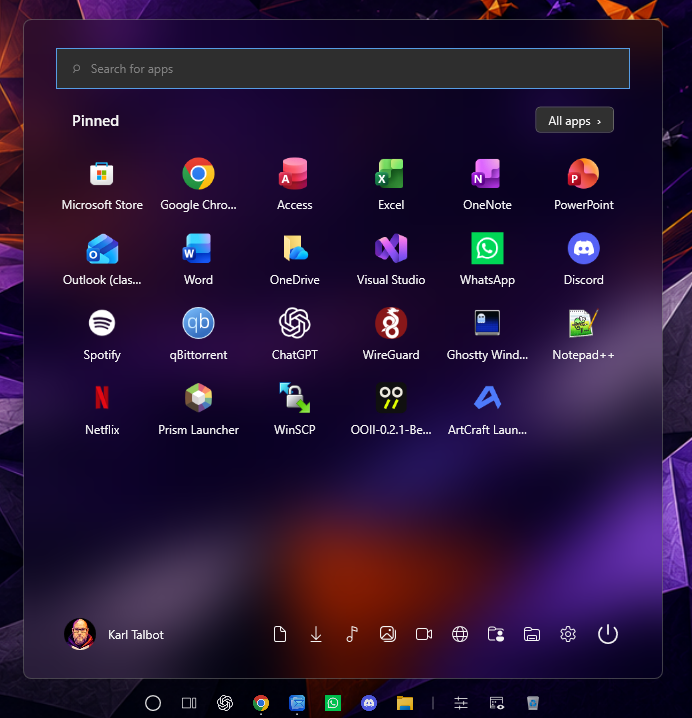 Search for apps
Pinned
All apps ›
Microsoft Store
Google Chro...
Access
Excel
OneNote
PowerPoint
Outlook (clas...
Word
OneDrive
Visual Studio
WhatsApp
Discord
Spotify
qBittorrent
ChatGPT
WireGuard
Ghostty Wind...
Notepad++
Netflix
Prism Launcher
WinSCP
OOII-0.2.1-Be...
ArtCraft Laun...
Karl Talbot